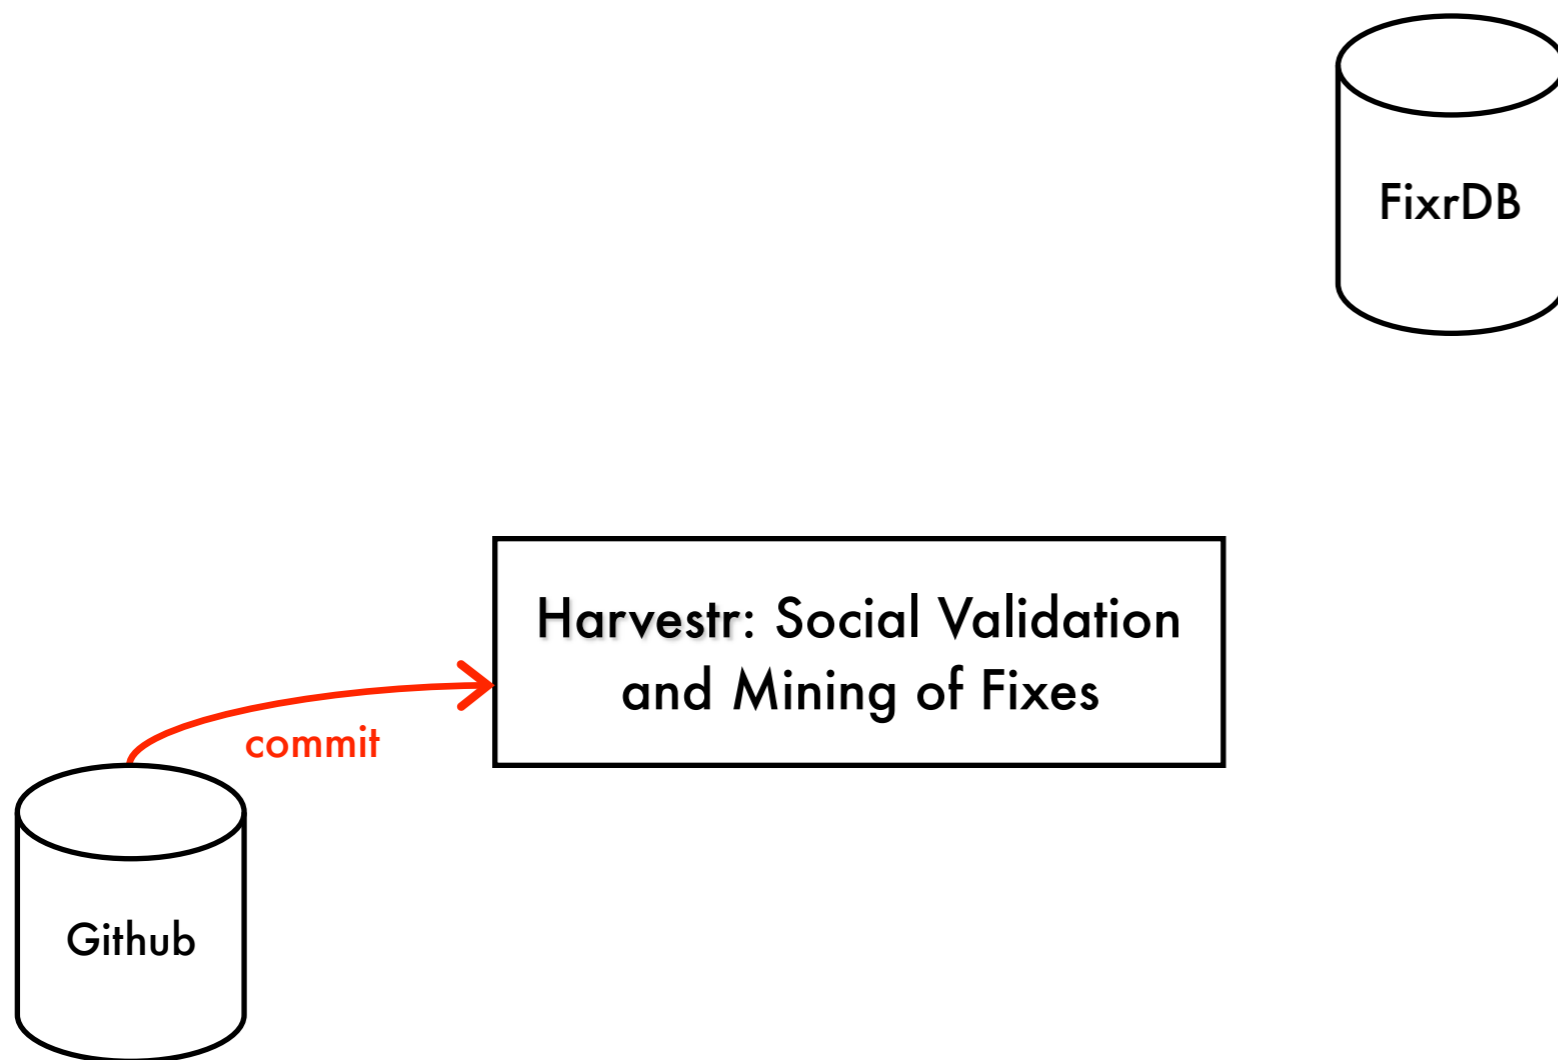 FixrDB
Harvestr: Social Validation
and Mining of Fixes
commit
Github